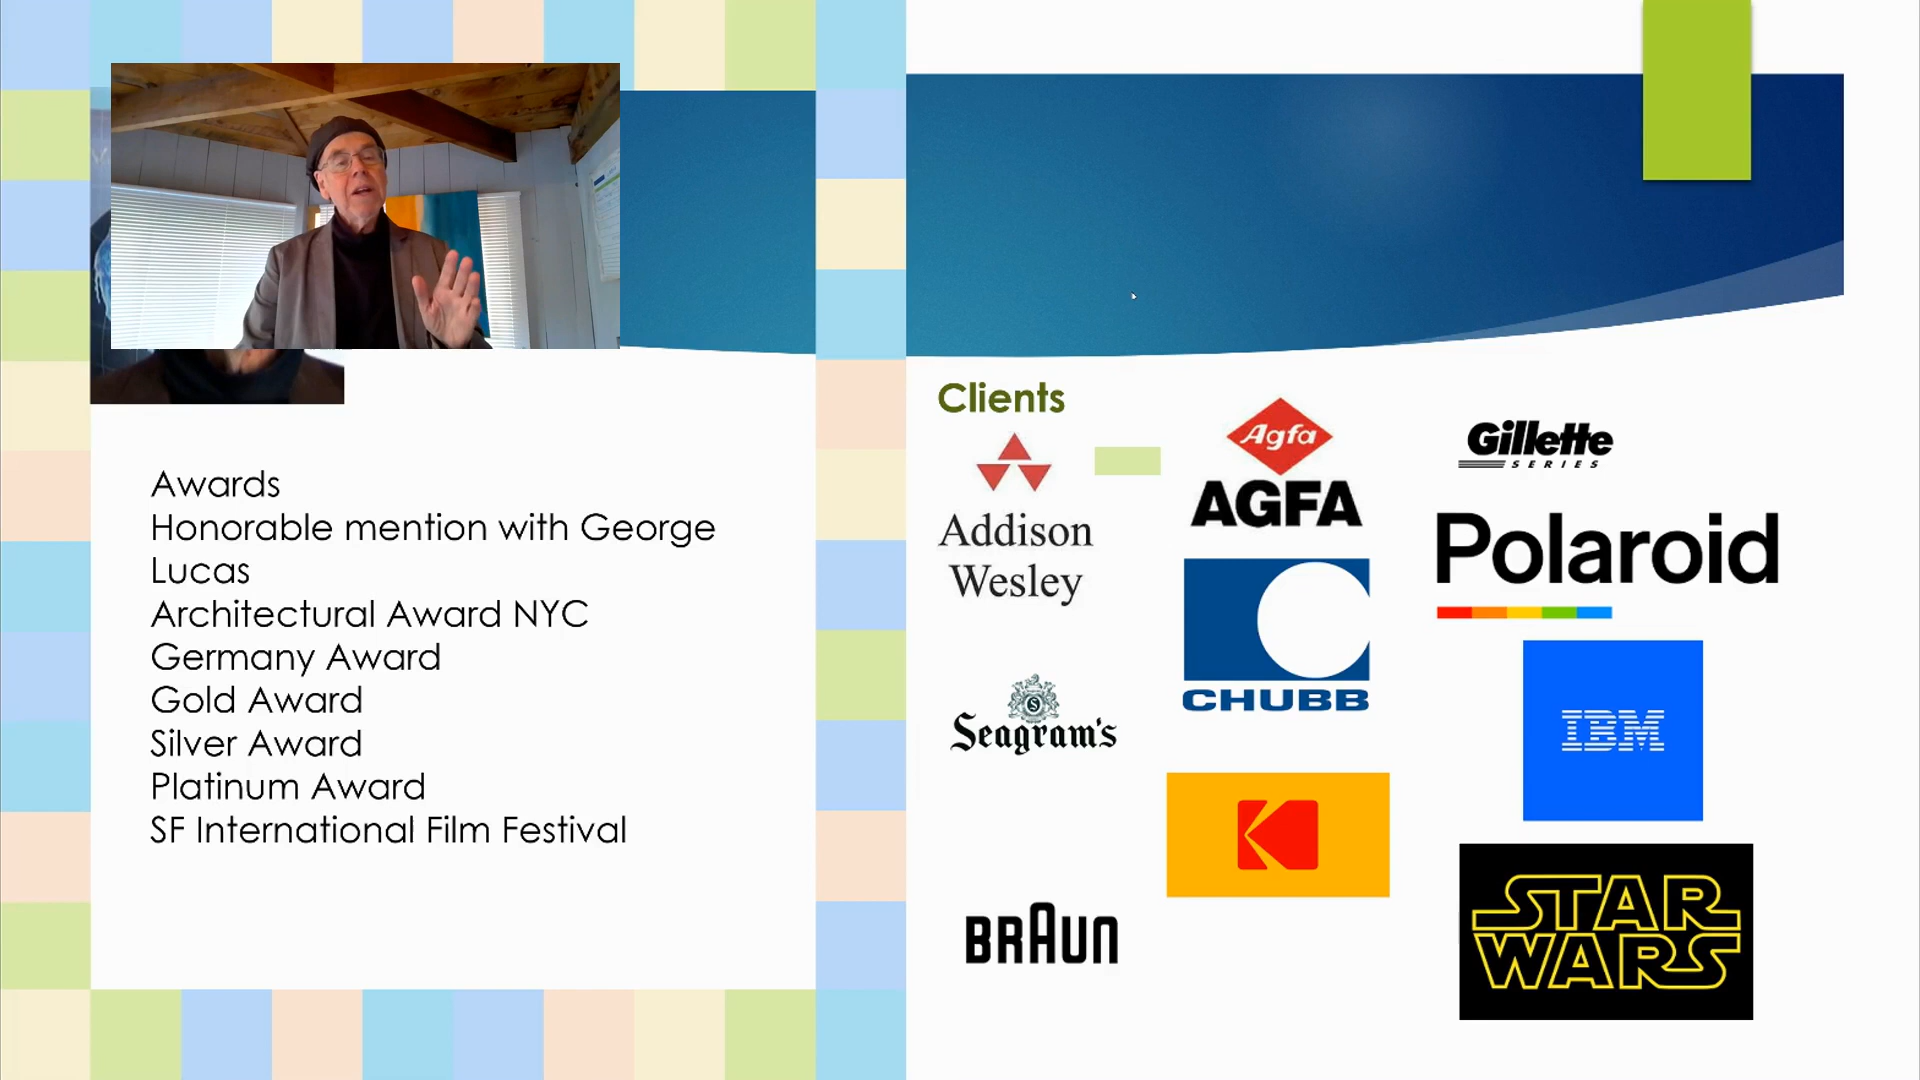 Awards
Honorable mention with George
Lucas
Architectural Award NYC
Germany Award
Gold Award
Silver Award
Platinum Award
SF International Film Festival
Clients
Addison
Wesley
Seagram's
BRAUN
Agfa
AGFA
CHUBB
Gillette
SERIES
Polaroid
IBM
STAR
WARS